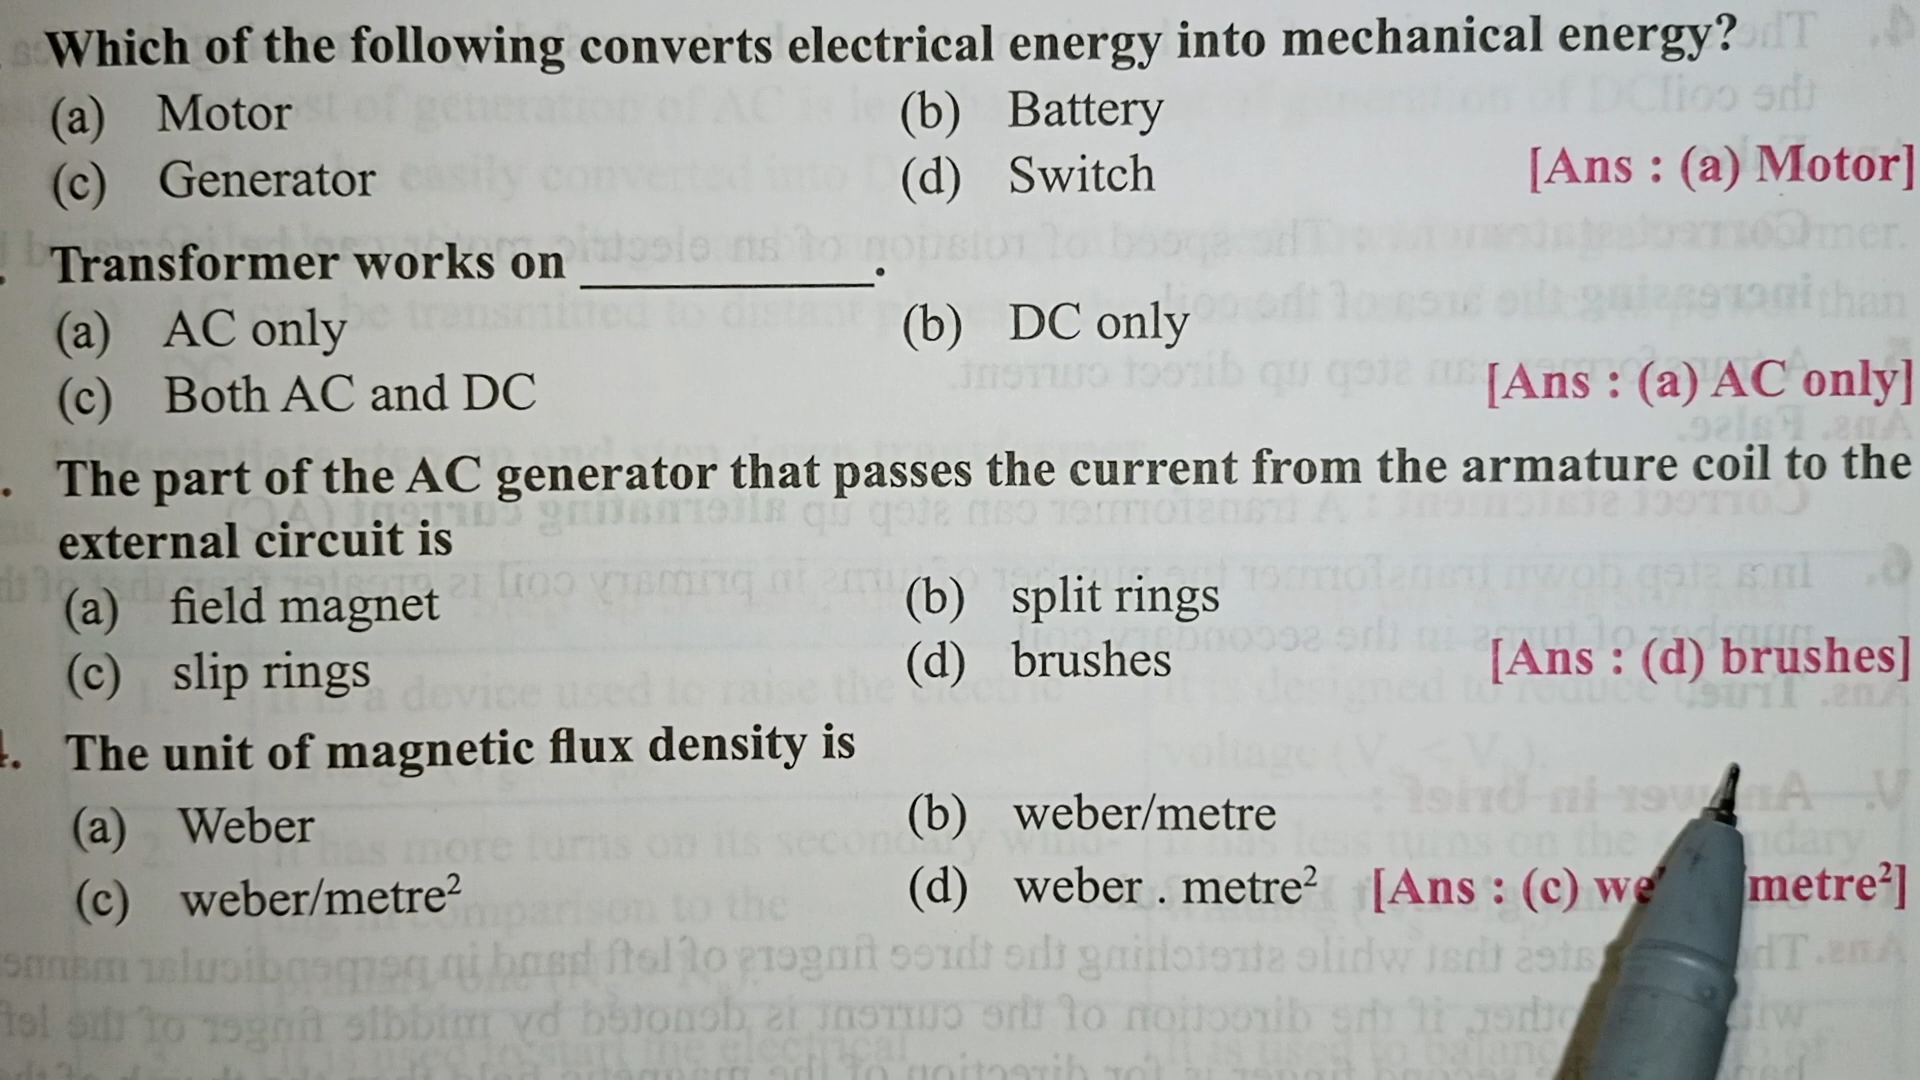 Which of the following converts electrical energy into mechanical energy?
(a) Motor (b) Battery
(c) Generator (d) Switch [Ans : (a) Motor]
Transformer works on ____________.
(a) AC only (b) DC only
(c) Both AC and DC [Ans : (a) AC only]
. The part of the AC generator that passes the current from the armature coil to the
external circuit is
(a) field magnet (b) split rings
(c) slip rings (d) brushes [Ans : (d) brushes]
4. The unit of magnetic flux density is
(a) Weber (b) weber/metre
(c) weber/metre² (d) weber . metre² [Ans : (c) metre²]